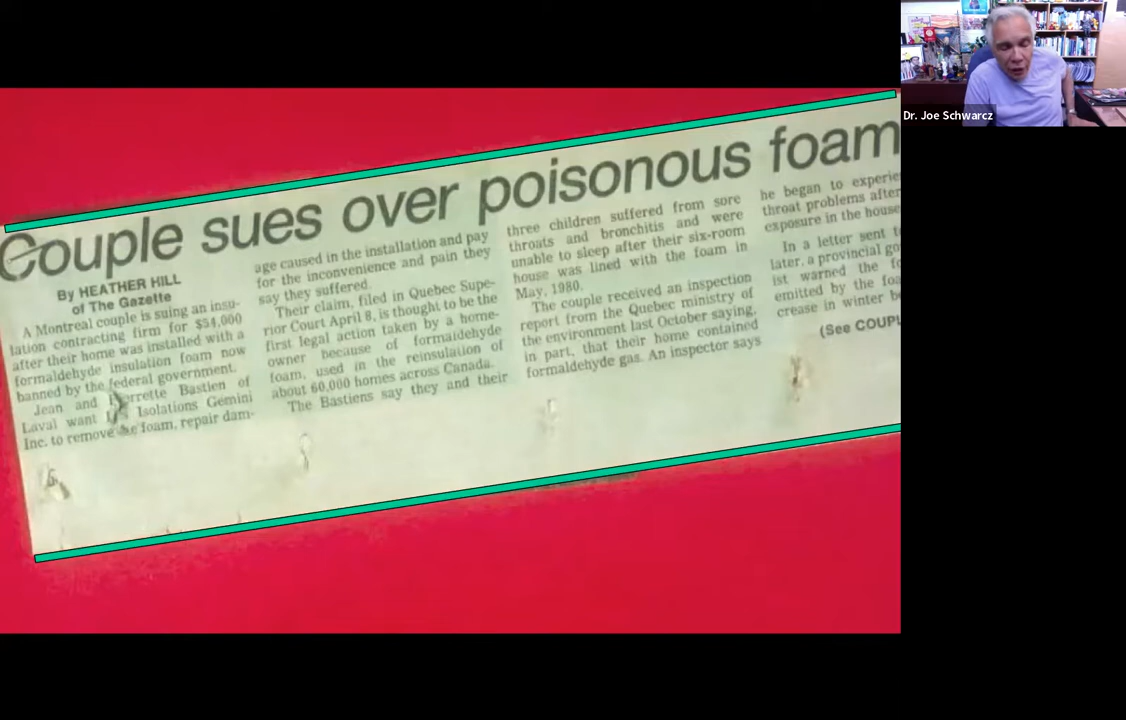 Couple sues over poisonous foam
By HEATHER HILL
of The Gazette
A Montreal couple is suing an insu-
lation contracting firm for $54,000
after their home was installed with a
formaldehyde insulation foam now
banned by the federal government.
Jean and Pierrette Bastien of
Laval want Isolations Gemini
Inc. to remove the foam, repair dam-
age caused in the installation and pay
for the inconvenience and pain they
say they suffered.
Their claim, filed in Quebec Supe-
rior Court April 8, is thought to be the
first legal action taken by a home-
owner because of formaldehyde
foam, used in the reinsulation of
about 60,000 homes across Canada.
The Bastiens say they and their
three children suffered from sore
throats and bronchitis and were
unable to sleep after their six-room
house was lined with the foam in
May, 1980.
The couple received an inspection
report from the Quebec ministry of
the environment last October saying,
in part, that their home contained
formaldehyde gas. An inspector says
he began to experie
throat problems after
exposure in the house
In a letter sent
later, a provincial go
ist warned the
emitted by the foa
crease in winter
(See COUPL
Dr. Joe Schwarcz